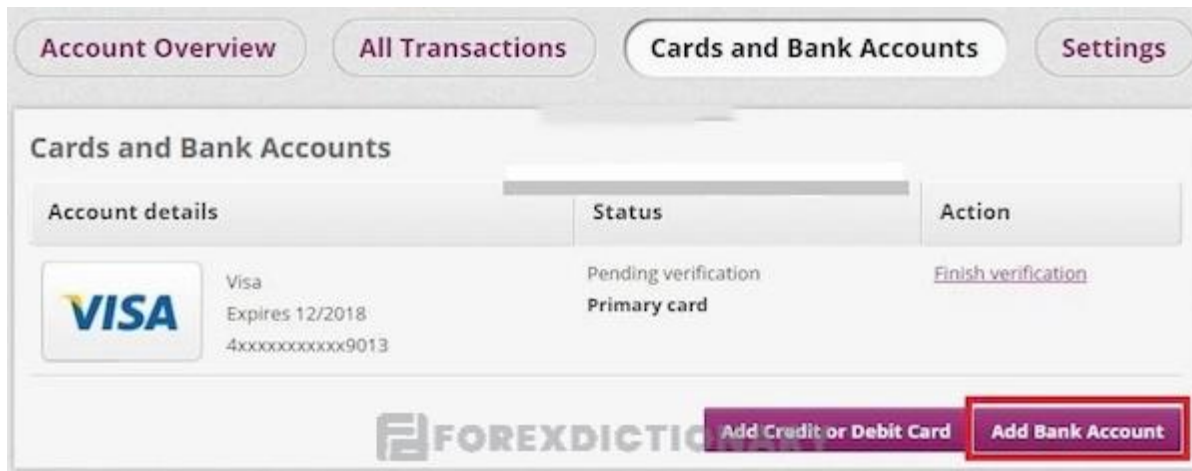 Account Overview All Transactions Cards and Bank Accounts Settings
Cards and Bank Accounts
Account details Status Action
VISA
Visa
Expires 12/2018
4xxxxxxxxxxx9013
Pending verification
Primary card
Finish verification
FOREXDICTIONARY
Add Credit or Debit Card Add Bank Account